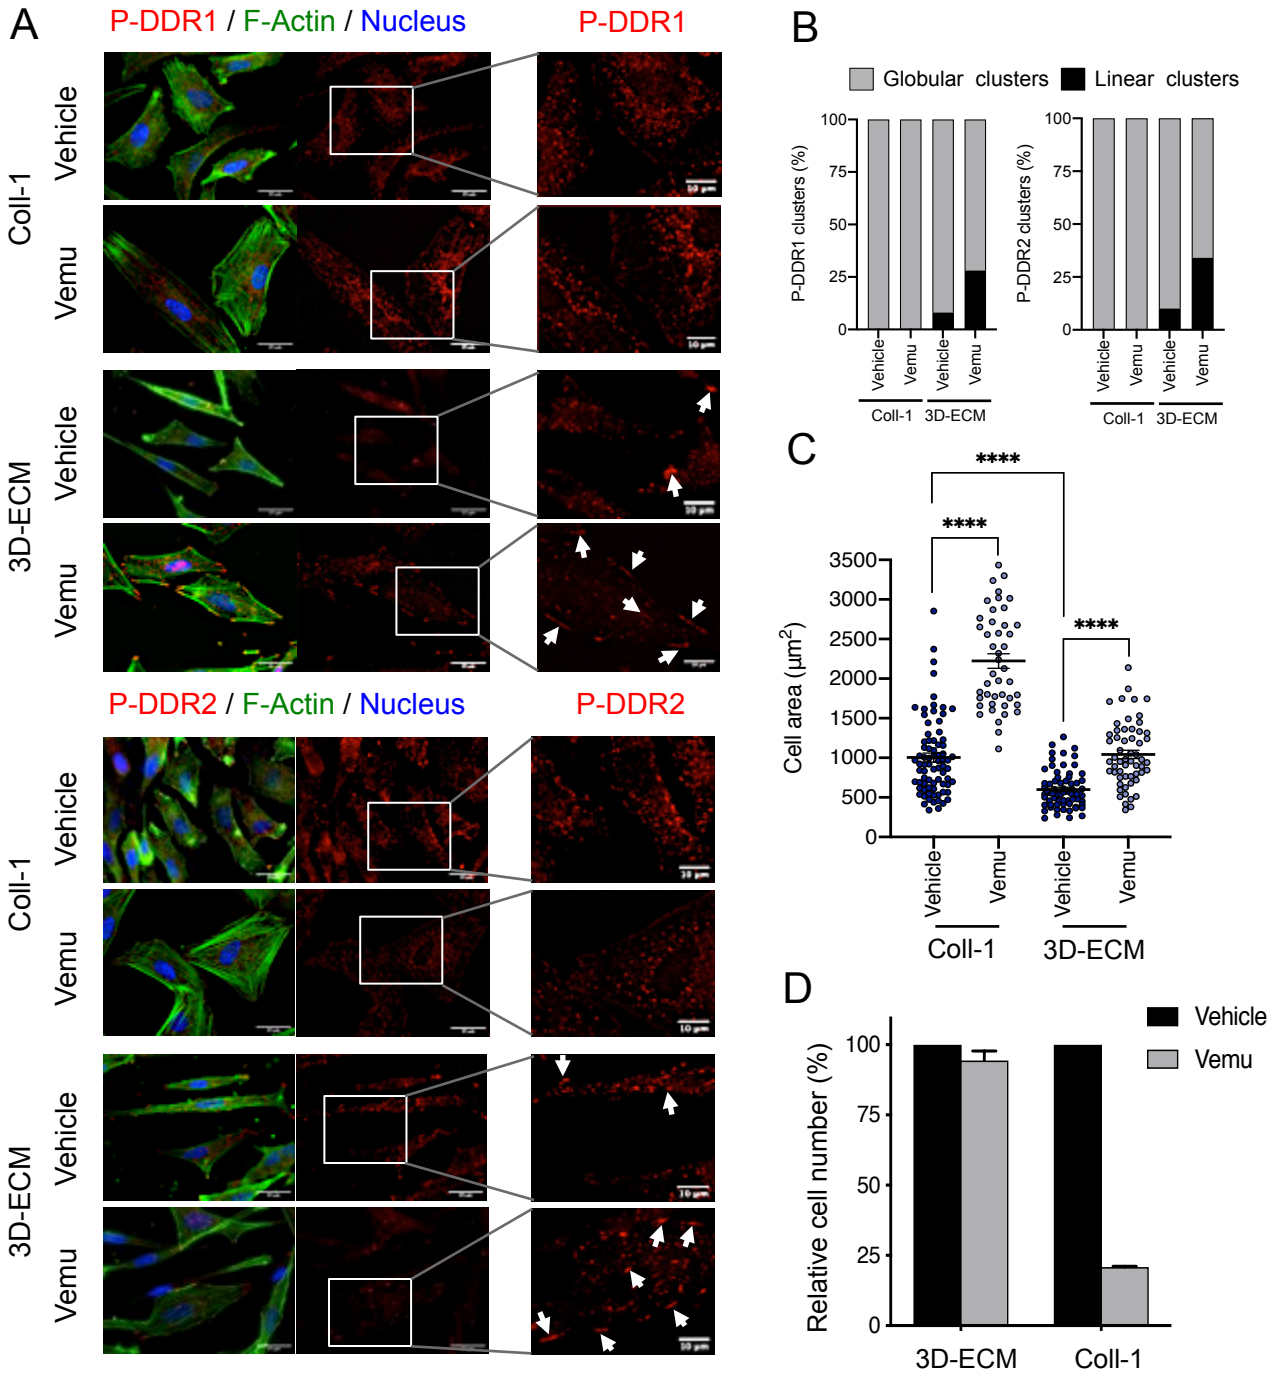 A
P-DDR1 / F-Actin / Nucleus
P-DDR1
Coll-1
Vehicle
10 µm
Vemu
10 µm
3D-ECM
Vehicle
10 µm
Vemu
P-DDR2 / F-Actin / Nucleus
P-DDR2
Coll-1
Vehicle
10 µm
Vemu
10 µm
3D-ECM
Vehicle
10 µm
Vemu
10 µm
B
Globular clusters
Linear clusters
P-DDR1 clusters (%)
100
75
50
25
0
Vehicle
Vemu
Vehicle
Vemu
Coll-1
3D-ECM
P-DDR2 clusters (%)
100
75
50
25
0
Vehicle
Vemu
Vehicle
Vemu
Coll-1
3D-ECM
C
****
****
****
Cell area (µm²)
3500
3000
2500
2000
1500
1000
500
0
Vehicle
Vemu
Vehicle
Vemu
Coll-1
3D-ECM
D
Vehicle
Vemu
Relative cell number (%)
100
75
50
25
0
3D-ECM
Coll-1